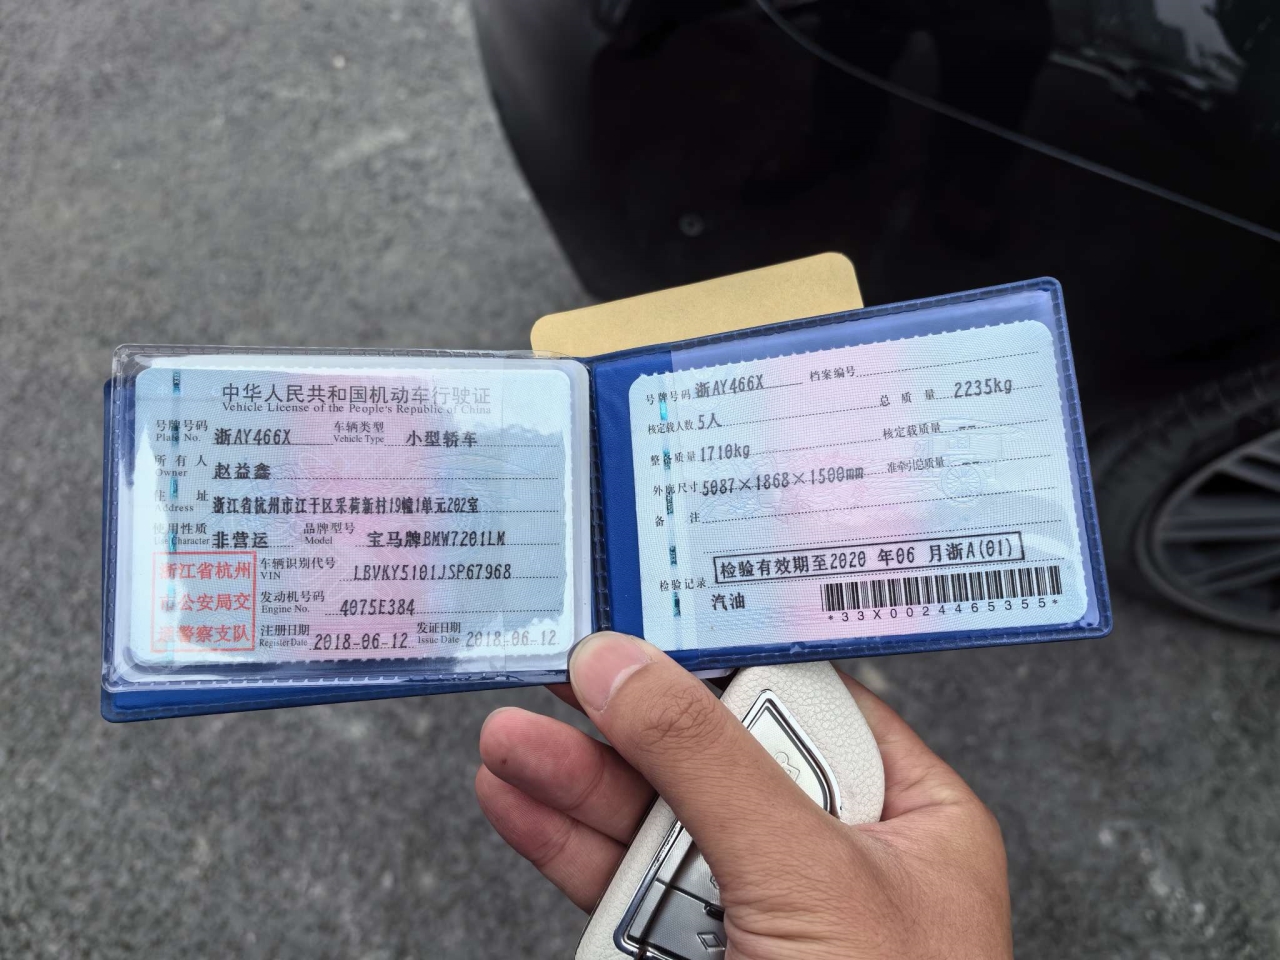 中华人民共和国机动车行驶证
Vehicle License of the People's Republic of China
号牌号码 Plate No. 浙AY466X 车辆类型 Vehicle Type 小型轿车
所有人 Owner 赵益鑫
住址 Address 浙江省杭州市江干区采荷新村19幢1单元202室
使用性质 Use Character 非营运 品牌型号 Model 宝马牌BMW7201LM
浙江省杭州
市公安局交
通警察支队
车辆识别代号 VIN LBVKY5101JSP67968
发动机号码 Engine No. 4075E384
注册日期 Register Date 2018-06-12 发证日期 Issue Date 2018-06-12
号牌号码 浙AY466X 档案编号
核定载人数 5人 总质量 2235kg
整备质量 1710kg 核定载质量 --
外廓尺寸 5087×1868×1500mm 准牵引总质量 --
备注
检验记录 检验有效期至2020 年06 月浙A(01)
汽油
*33X0024465355*